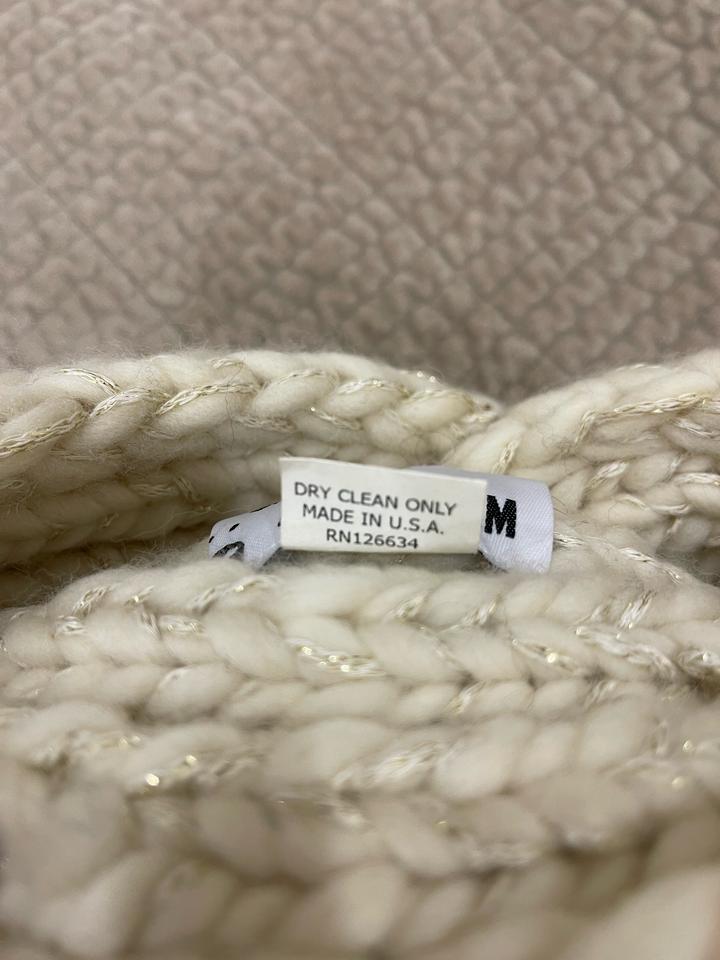 DRY CLEAN ONLY
MADE IN U.S.A.
RN126634
M